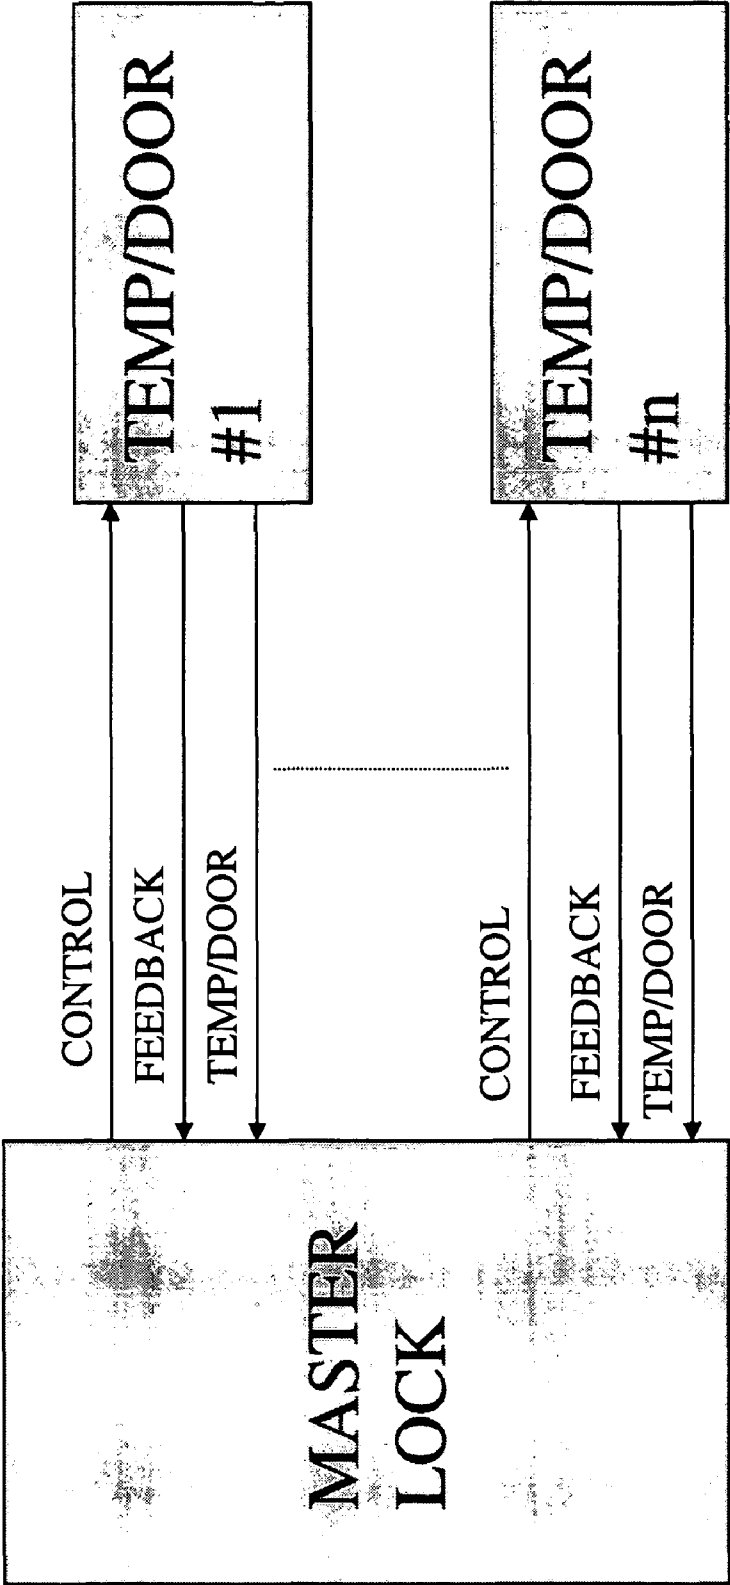 TEMP/DOOR
#1
TEMP/DOOR
#n
CONTROL
FEEDBACK
TEMP/DOOR
CONTROL
FEEDBACK
TEMP/DOOR
MASTER
LOCK